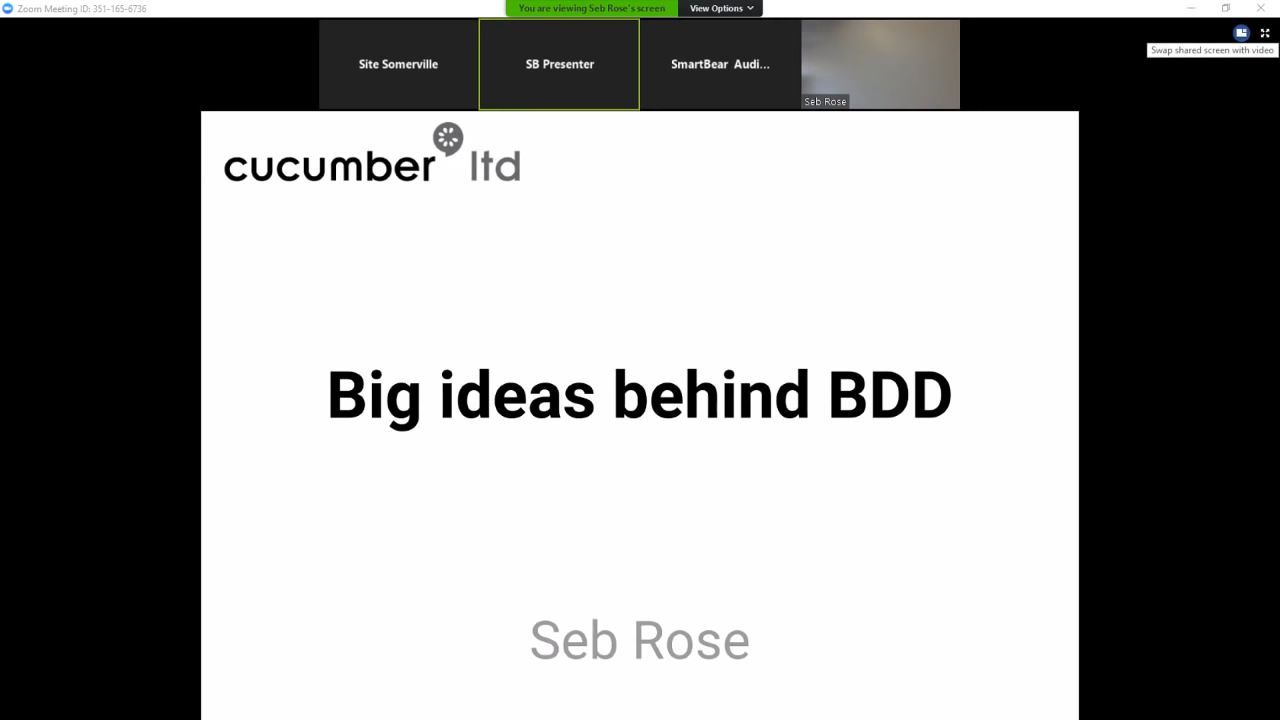 Zoom Meeting ID: 351-165-6736
You are viewing Seb Rose's screen
View Options
Swap shared screen with video
Site Somerville
SB Presenter
SmartBear Audi...
Seb Rose
cucumber ltd
Big ideas behind BDD
Seb Rose